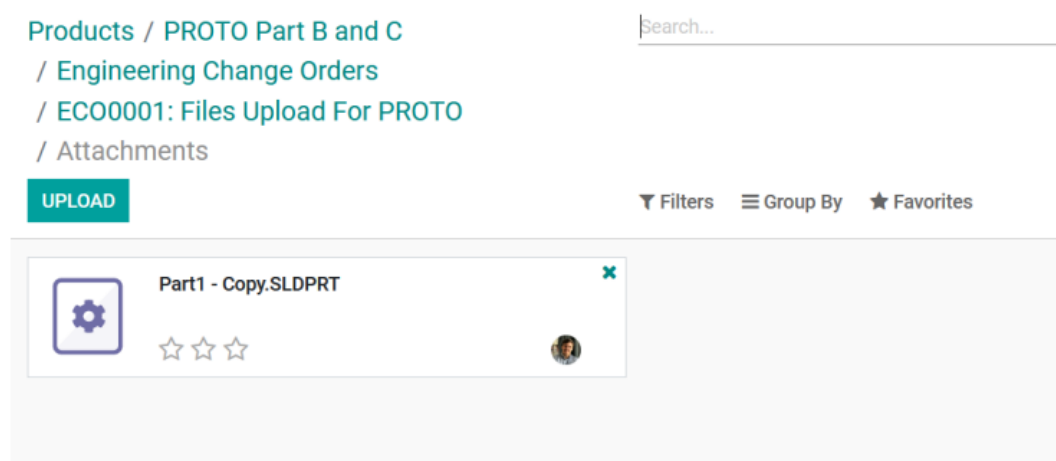 Products / PROTO Part B and C
/ Engineering Change Orders
/ ECO0001: Files Upload For PROTO
/ Attachments
Search...
UPLOAD
Filters
Group By
Favorites
Part1 - Copy.SLDPRT